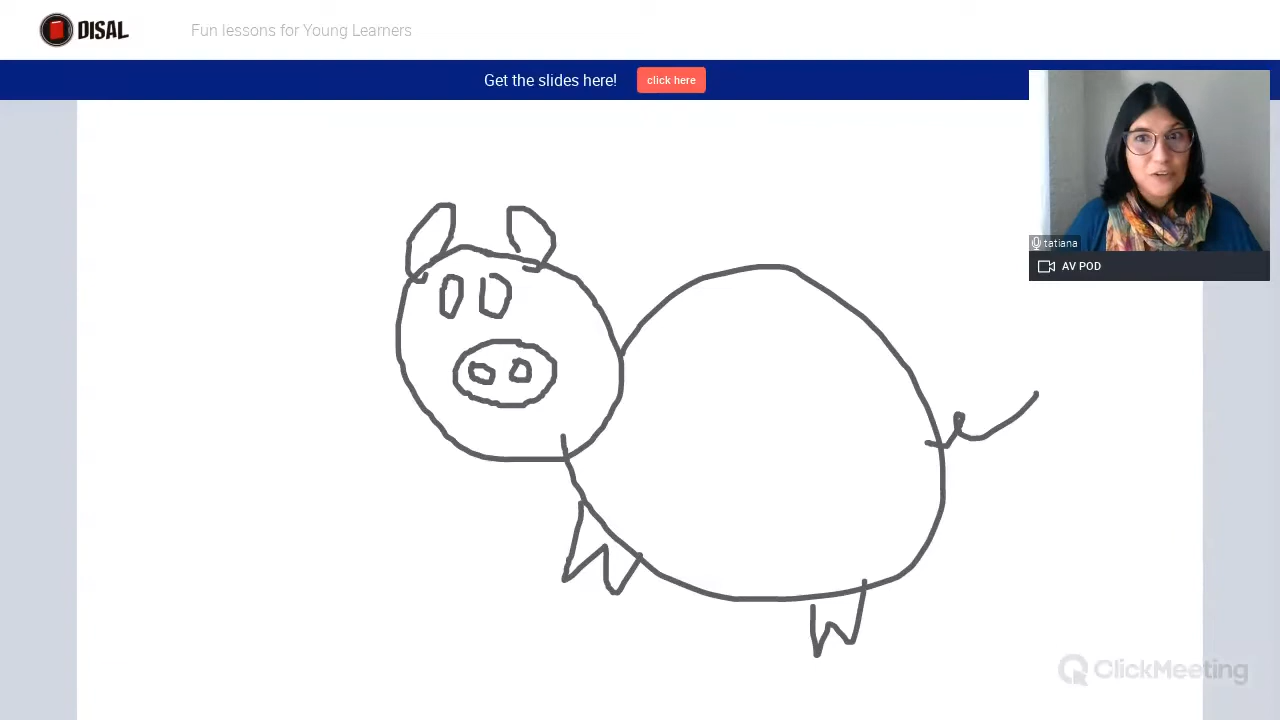 DISAL
Fun lessons for Young Learners
Get the slides here!
click here
tatiana
AV POD
ClickMeeting